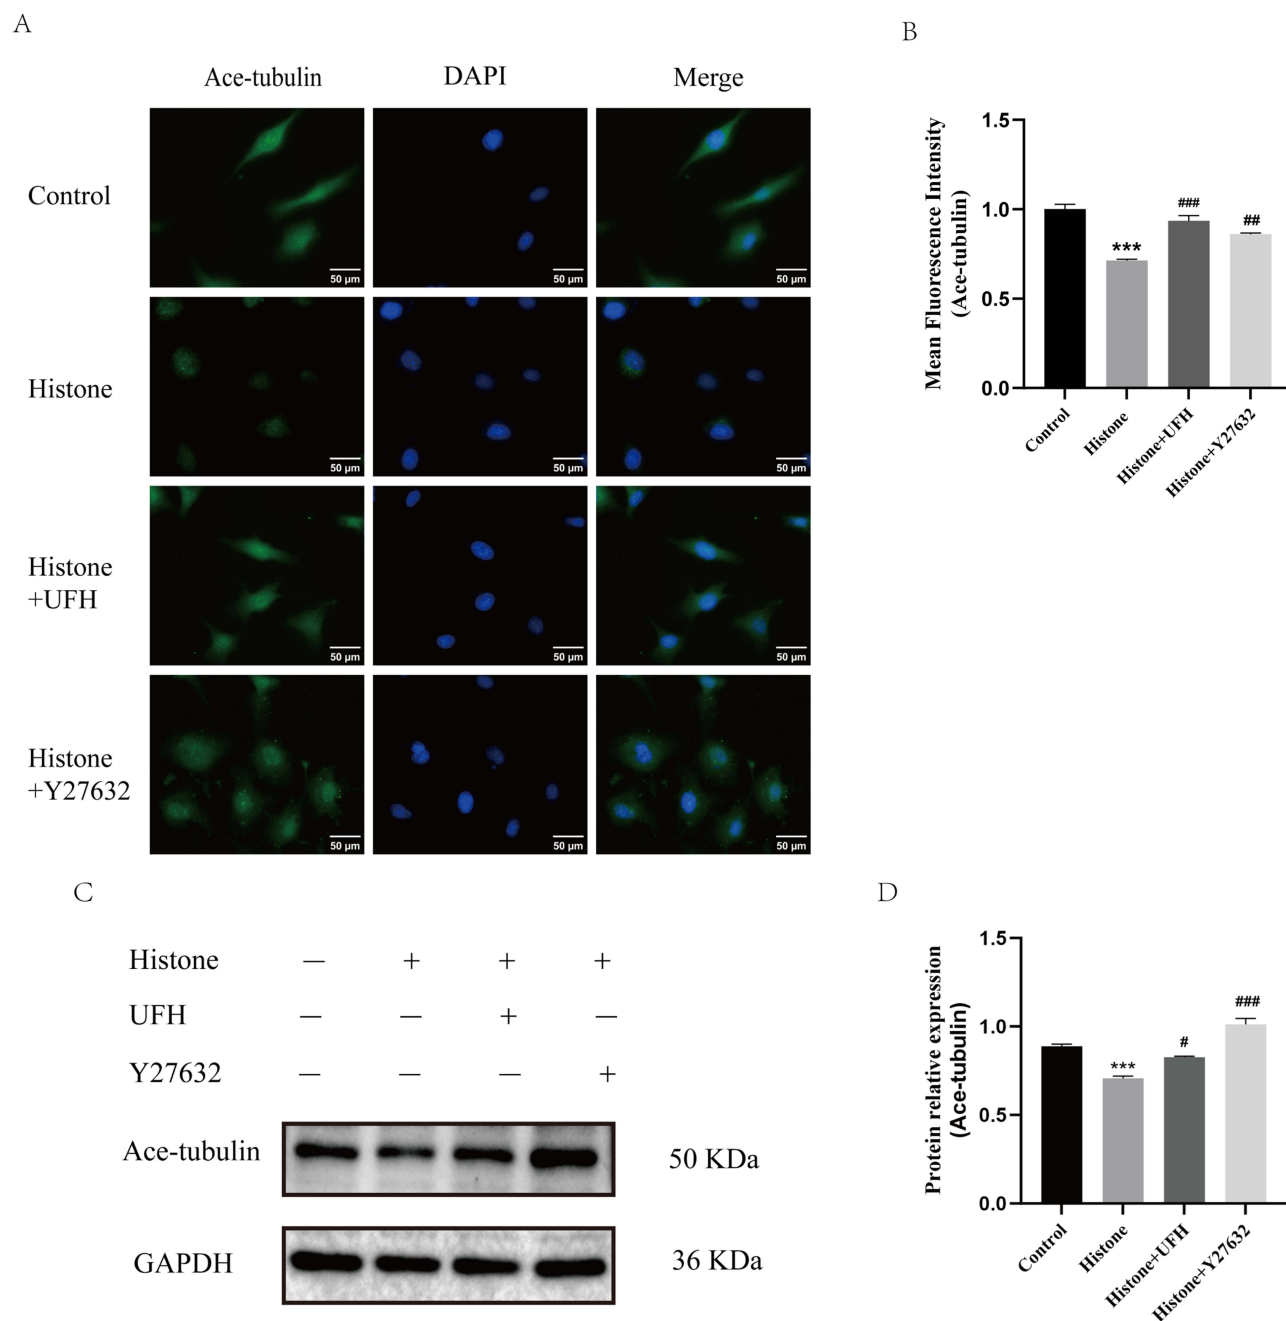 A
Ace-tubulin DAPI Merge
Control
50 μm 50 μm 50 μm
Histone
50 μm 50 μm 50 μm
Histone
+UFH
50 μm 50 μm 50 μm
Histone
+Y27632
50 μm 50 μm 50 μm
B
Mean Fluorescence Intensity
(Ace-tubulin)
1.5
1.0
0.5
0.0
***
###
##
Control
Histone
Histone+UFH
Histone+Y27632
C
Histone — + + +
UFH — — + —
Y27632 — — — +
Ace-tubulin 50 KDa
GAPDH 36 KDa
D
Protein relative expression
(Ace-tubulin)
1.5
1.0
0.5
0.0
***
#
###
Control
Histone
Histone+UFH
Histone+Y27632